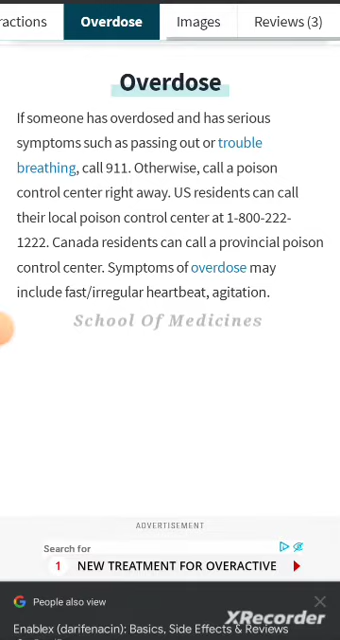 ractions
Overdose
Images
Reviews (3)
Overdose
If someone has overdosed and has serious
symptoms such as passing out or trouble
breathing, call 911. Otherwise, call a poison
control center right away. US residents can call
their local poison control center at 1-800-222-
1222. Canada residents can call a provincial poison
control center. Symptoms of overdose may
include fast/irregular heartbeat, agitation.
School Of Medicines
ADVERTISEMENT
Search for
1 NEW TREATMENT FOR OVERACTIVE
People also view
XRecorder
Enablex (darifenacin): Basics, Side Effects & Reviews